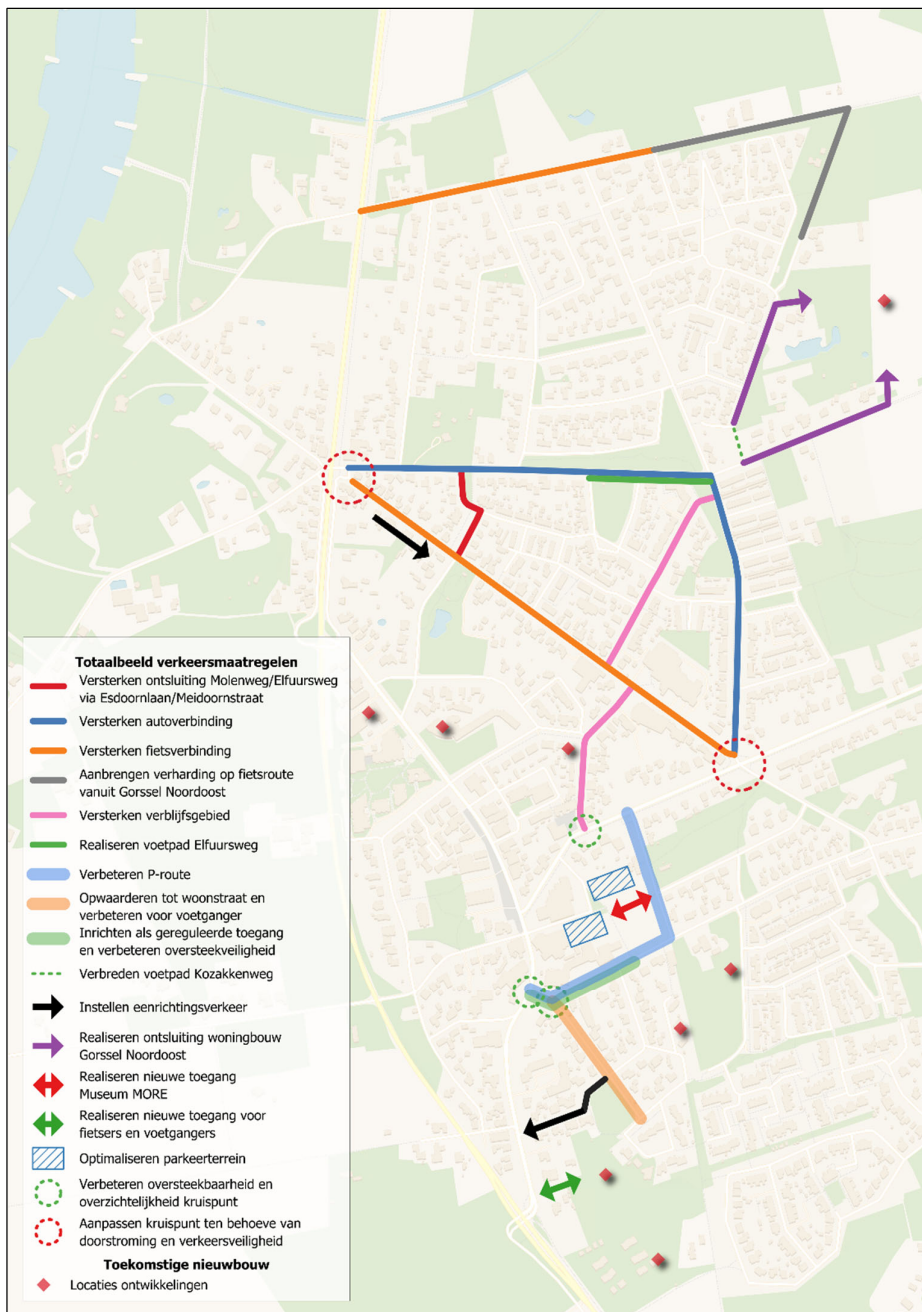 Totaalbeeld verkeersmaatregelen
Versterken ontsluiting Molenweg/Elfuursweg
via Esdoornlaan/Meidoornstraat
Versterken autoverbinding
Versterken fietsverbinding
Aanbrengen verharding op fietsroute
vanuit Gorssel Noordoost
Versterken verblijfsgebied
Realiseren voetpad Elfuursweg
Verbeteren P-route
Opwaarderen tot woonstraat en
verbeteren voor voetganger
Inrichten als gereguleerde toegang
en verbeteren oversteekveiligheid
Verbreden voetpad Kozakkenweg
Instellen eenrichtingsverkeer
Realiseren ontsluiting woningbouw
Gorssel Noordoost
Realiseren nieuwe toegang
Museum MORE
Realiseren nieuwe toegang voor
fietsers en voetgangers
Optimaliseren parkeerterrein
Verbeteren oversteekbaarheid en
overzichtelijkheid kruispunt
Aanpassen kruispunt ten behoeve van
doorstroming en verkeersveiligheid
Toekomstige nieuwbouw
Locaties ontwikkelingen